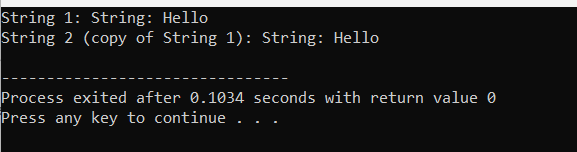 String 1: String: Hello
String 2 (copy of String 1): String: Hello
--------------------------------
Process exited after 0.1034 seconds with return value 0
Press any key to continue . . .